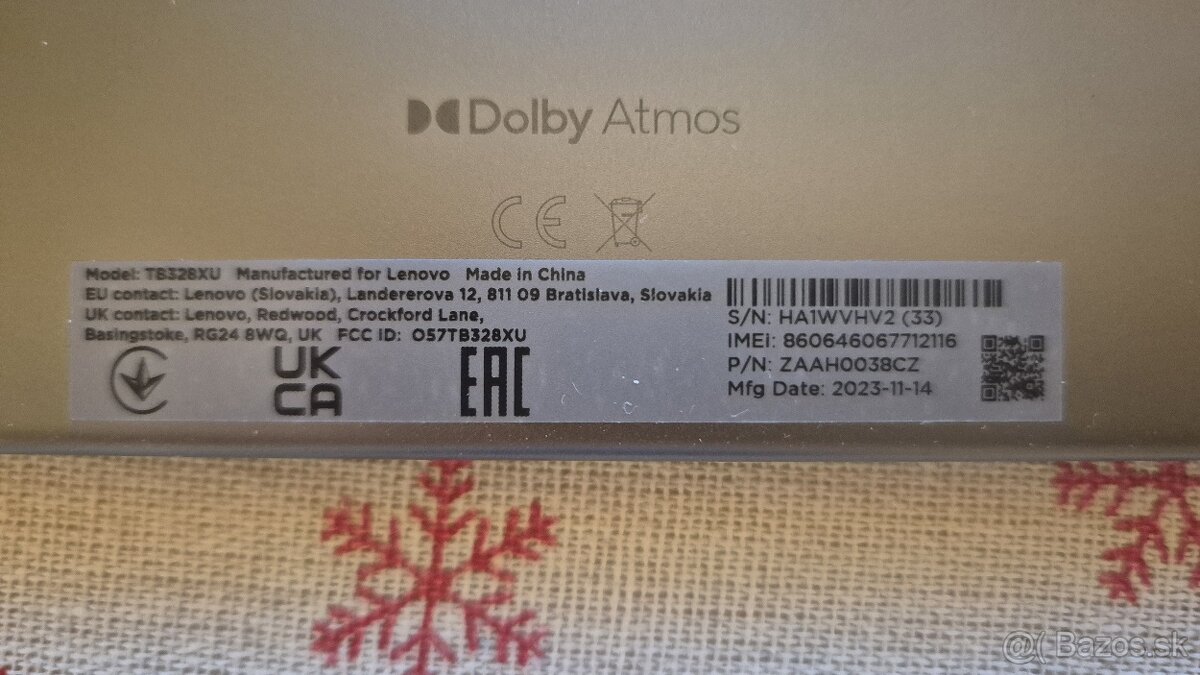 Dolby Atmos
CE
Model: TB328XU Manufactured for Lenovo Made in China
EU contact: Lenovo (Slovakia), Landererova 12, 811 09 Bratislava, Slovakia
UK contact: Lenovo, Redwood, Crockford Lane,
Basingstoke, RG24 8WQ, UK FCC ID: O57TB328XU
UK
CA
EAC
S/N: HA1WVHV2 (33)
IMEI: 860646067712116
P/N: ZAAH0038CZ
Mfg Date: 2023-11-14
Bazos.sk